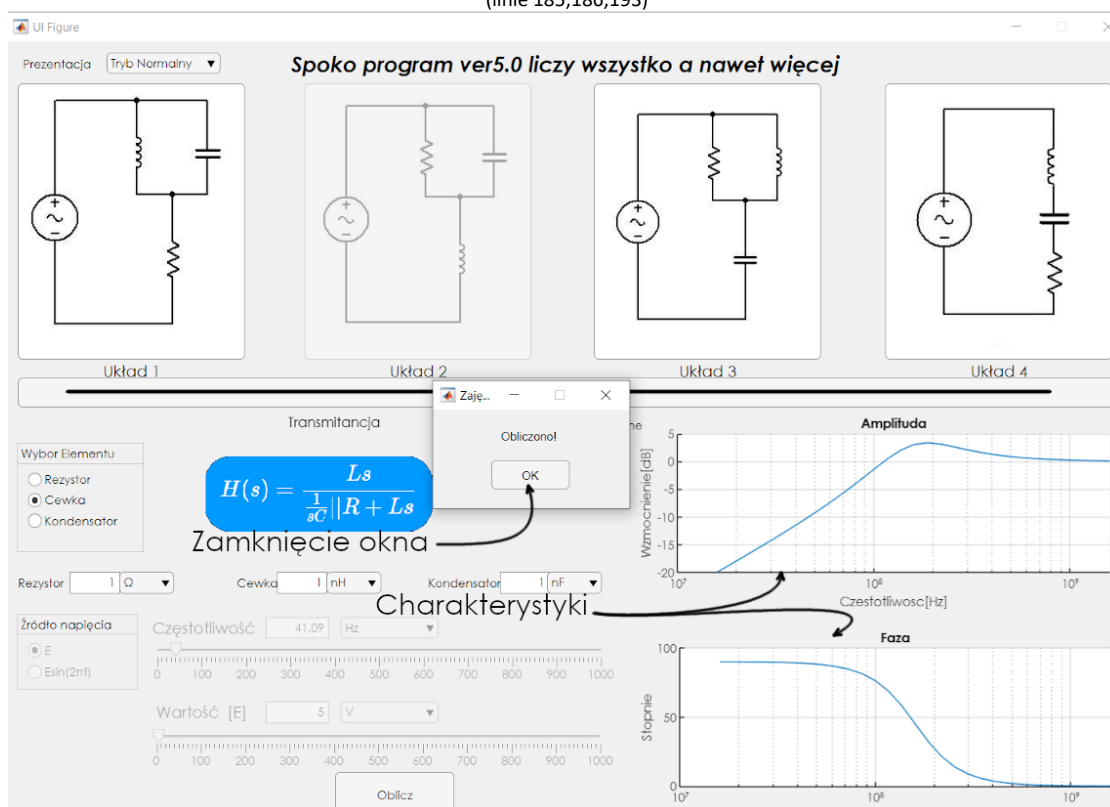 (linie 185,186,193)
UI Figure
Prezentacja Tryb Normalny
Spoko program ver5.0 liczy wszystko a nawet więcej
Układ 1 Układ 2 Układ 3 Układ 4
Zaję...
Obliczono!
OK
Transmitancja
Wybor Elementu
Rezystor
Cewka
Kondensator
H(s) = Ls / (1/sC || R + Ls)
Zamknięcie okna
Rezystor 1 Ω Cewka 1 nH Kondensator 1 nF
Charakterystyki
Źródło napięcia
E
Esin(2πf)
Częstotliwość 41.09 Hz
0 100 200 300 400 500 600 700 800 900 1000
Wartość [E] 5 V
0 100 200 300 400 500 600 700 800 900 1000
Oblicz
Amplituda
Wzmocnienie[dB]
5
0
-5
-10
-15
-20
10⁷ 10⁸ 10⁹
Czestotliwosc[Hz]
Faza
Stopnie
100
50
0
10⁷ 10⁸ 10⁹